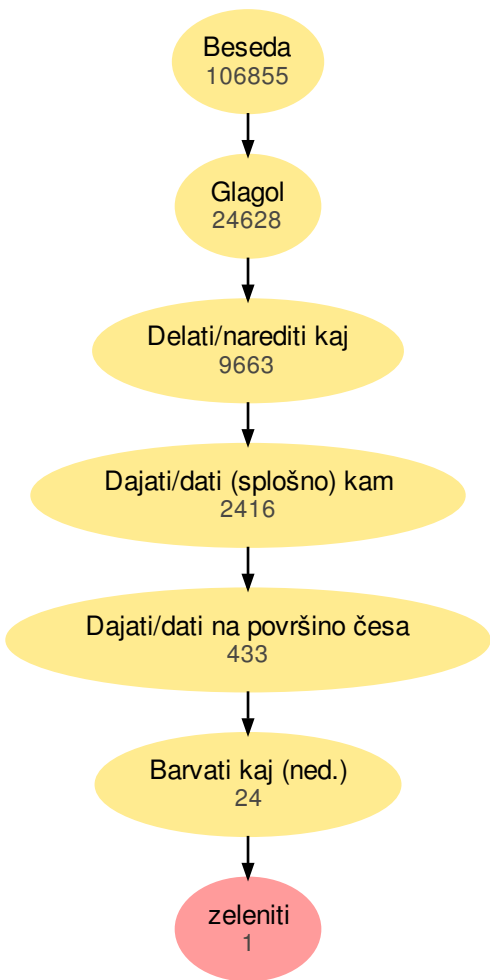 Beseda
106855
Glagol
24628
Delati/narediti kaj
9663
Dajati/dati (splošno) kam
2416
Dajati/dati na površino česa
433
Barvati kaj (ned.)
24
zeleniti
1